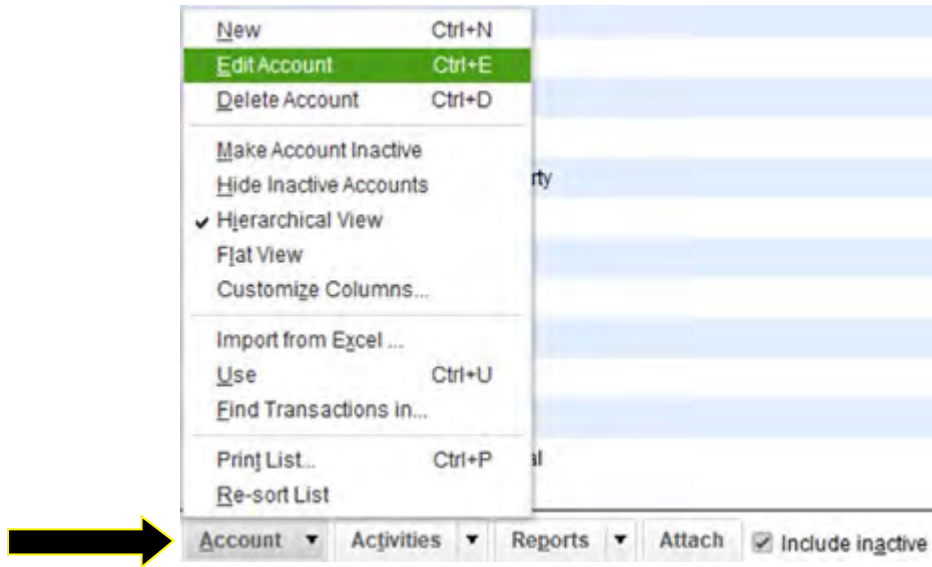 New Ctrl+N
Edit Account Ctrl+E
Delete Account Ctrl+D
Make Account Inactive
Hide Inactive Accounts
rty
Hierarchical View
Flat View
Customize Columns...
Import from Excel ...
Use Ctrl+U
Find Transactions in...
Print List... Ctrl+P
al
Re-sort List
Account Activities Reports Attach Include inactive